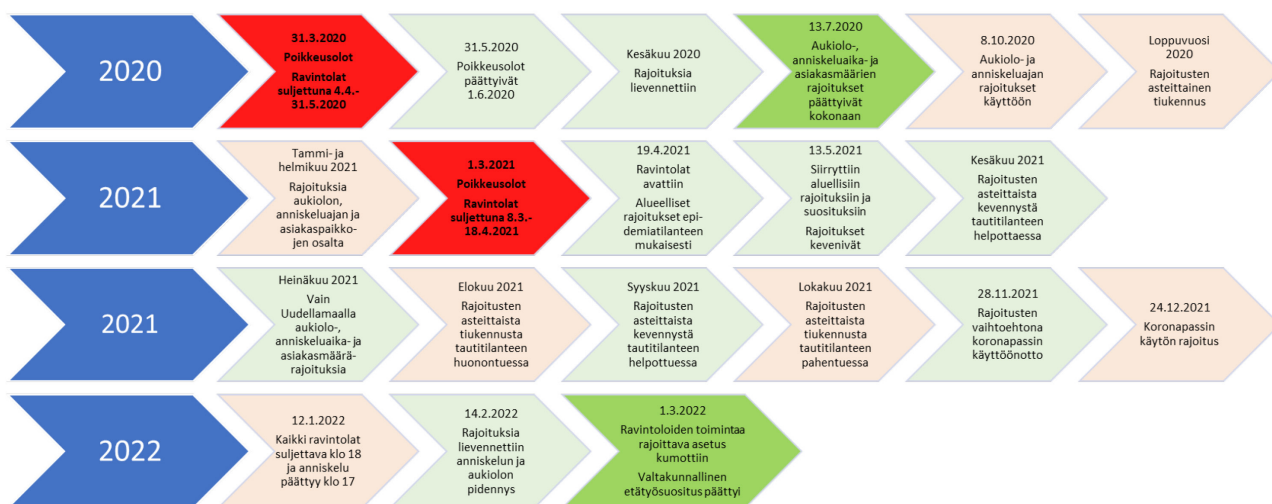 2020
31.3.2020
Poikkeusolot
Ravintolat
suljettuna 4.4.-
31.5.2020
31.5.2020
Poikkeusolot
päättyivät
1.6.2020
Kesäkuu 2020
Rajoituksia
lievennettiin
13.7.2020
Aukiolo-,
anniskeluaika- ja
asiakasmäärien
rajoitukset
päättyivät
kokonaan
8.10.2020
Aukiolo- ja
anniskeluajan
rajoitukset
käyttöön
Loppuvuosi
2020
Rajoitusten
asteittainen
tiukennus
2021
Tammi- ja
helmikuu 2021
Rajoituksia
aukiolon,
anniskeluajan ja
asiakaspaikko-
jen osalta
1.3.2021
Poikkeusolot
Ravintolat
suljettuna 8.3.-
18.4.2021
19.4.2021
Ravintolat
avattiin
Alueelliset
rajoitukset epi-
demiatilanteen
mukaisesti
13.5.2021
Siirryttiin
aluellisiin
rajoituksiin ja
suosituksiin
Rajoitukset
kevenivät
Kesäkuu 2021
Rajoitusten
asteittaista
kevennystä
tautitilanteen
helpottaessa
2021
Heinäkuu 2021
Vain
Uudellamaalla
aukiolo-,
anniskeluaika- ja
asiakasmäärä-
rajoituksia
Elokuu 2021
Rajoitusten
asteittaista
tiukennusta
tautitilanteen
huonontuessa
Syyskuu 2021
Rajoitusten
asteittaista
kevennystä
tautitilanteen
helpottuessa
Lokakuu 2021
Rajoitusten
asteittaista
tiukennusta
tautitilanteen
pahentuessa
28.11.2021
Rajoitusten
vaihtoehtona
koronapassin
käyttöönotto
24.12.2021
Koronapassin
käytön rajoitus
2022
12.1.2022
Kaikki ravintolat
suljettava klo 18
ja anniskelu
päättyy klo 17
14.2.2022
Rajoituksia
lievennettiin
anniskelun ja
aukiolon
pidennys
1.3.2022
Ravintoloiden toimintaa
rajoittava asetus
kumottiin
Valtakunnallinen
etätyösuositus päättyi